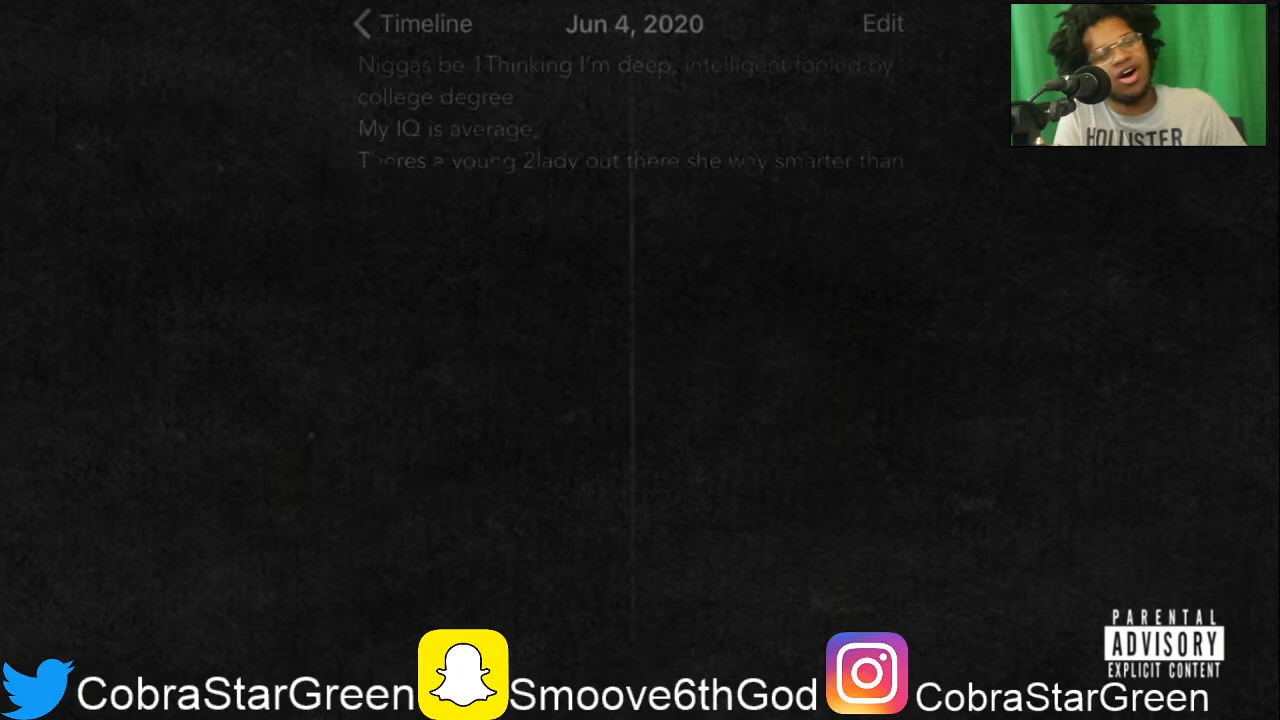 Timeline
Jun 4, 2020
Edit
Niggas be 1Thinking I'm deep, intelligent fooled by
college degree
My IQ is average,
Theres a young 2lady out there she way smarter than
HOLLISTER
PARENTAL
ADVISORY
EXPLICIT CONTENT
CobraStarGreen
Smoove6thGod
CobraStarGreen